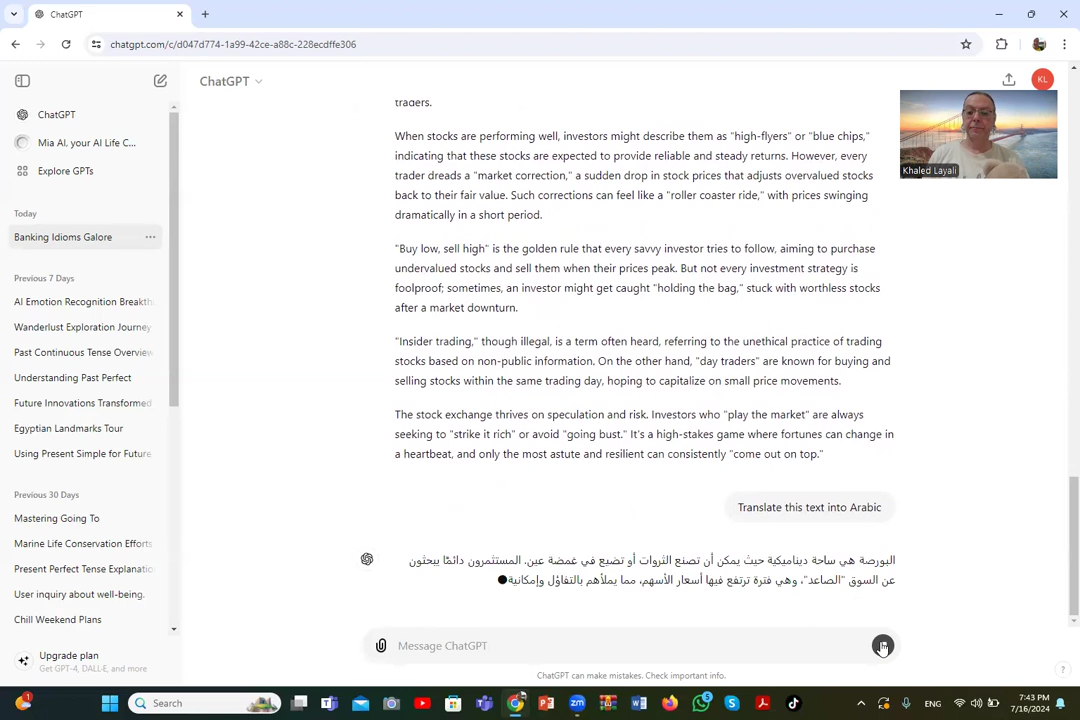 ChatGPT
chatgpt.com/c/d047d774-1a99-42ce-a88c-228ecdffe306
ChatGPT
KL
ChatGPT
Mia AI, your AI Life C...
Explore GPTs
Today
Banking Idioms Galore
Previous 7 Days
AI Emotion Recognition Breakth
Wanderlust Exploration Journey
Past Continuous Tense Overview
Understanding Past Perfect
Future Innovations Transformed
Egyptian Landmarks Tour
Using Present Simple for Future
Previous 30 Days
Mastering Going To
Marine Life Conservation Efforts
Present Perfect Tense Explanatio
User inquiry about well-being.
Chill Weekend Plans
Upgrade plan
Get GPT-4, DALL·E, and more
Khaled Layali
traders.
When stocks are performing well, investors might describe them as "high-flyers" or "blue chips,"
indicating that these stocks are expected to provide reliable and steady returns. However, every
trader dreads a "market correction," a sudden drop in stock prices that adjusts overvalued stocks
back to their fair value. Such corrections can feel like a "roller coaster ride," with prices swinging
dramatically in a short period.
"Buy low, sell high" is the golden rule that every savvy investor tries to follow, aiming to purchase
undervalued stocks and sell them when their prices peak. But not every investment strategy is
foolproof; sometimes, an investor might get caught "holding the bag," stuck with worthless stocks
after a market downturn.
"Insider trading," though illegal, is a term often heard, referring to the unethical practice of trading
stocks based on non-public information. On the other hand, "day traders" are known for buying and
selling stocks within the same trading day, hoping to capitalize on small price movements.
The stock exchange thrives on speculation and risk. Investors who "play the market" are always
seeking to "strike it rich" or avoid "going bust." It's a high-stakes game where fortunes can change in
a heartbeat, and only the most astute and resilient can consistently "come out on top."
Translate this text into Arabic
البورصة هي ساحة ديناميكية حيث يمكن أن تصنع الثروات أو تضيع في غمضة عين. المستثمرون دائمًا يبحثون
عن السوق "الصاعد"، وهي فترة ترتفع فيها أسعار الأسهم، مما يملأهم بالتفاؤل وإمكانية
Message ChatGPT
ChatGPT can make mistakes. Check important info.
?
1
Search
5
ENG
7:43 PM
7/16/2024